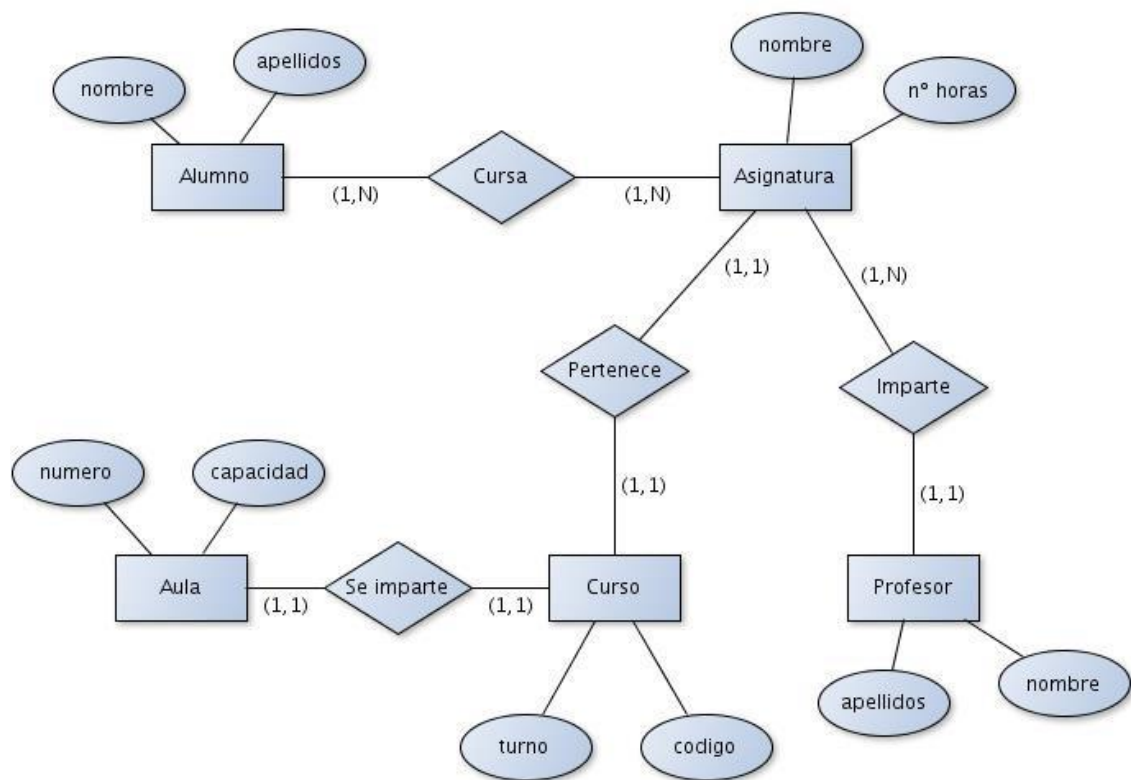 nombre
apellidos
nombre
nº horas
Alumno
Cursa
Asignatura
(1,N)
(1,N)
(1,1)
(1,N)
Pertenece
Imparte
numero
capacidad
(1,1)
(1,1)
Aula
Se imparte
Curso
Profesor
(1,1)
(1,1)
apellidos
nombre
turno
codigo